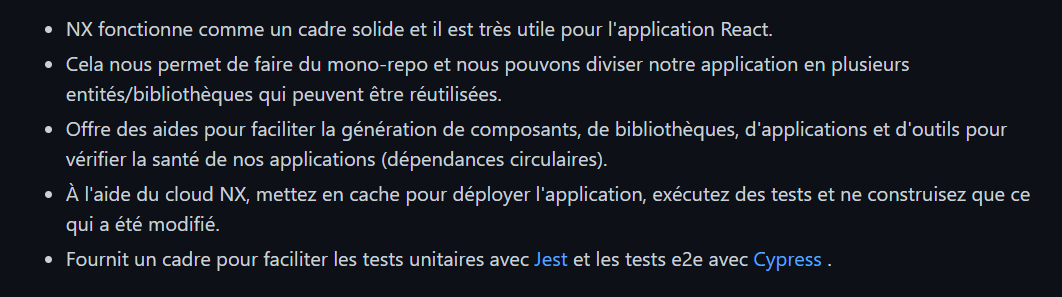 • NX fonctionne comme un cadre solide et il est très utile pour l'application React.
• Cela nous permet de faire du mono-repo et nous pouvons diviser notre application en plusieurs
entités/bibliothèques qui peuvent être réutilisées.
• Offre des aides pour faciliter la génération de composants, de bibliothèques, d'applications et d'outils pour
vérifier la santé de nos applications (dépendances circulaires).
• À l'aide du cloud NX, mettez en cache pour déployer l'application, exécutez des tests et ne construisez que ce
qui a été modifié.
• Fournit un cadre pour faciliter les tests unitaires avec Jest et les tests e2e avec Cypress .